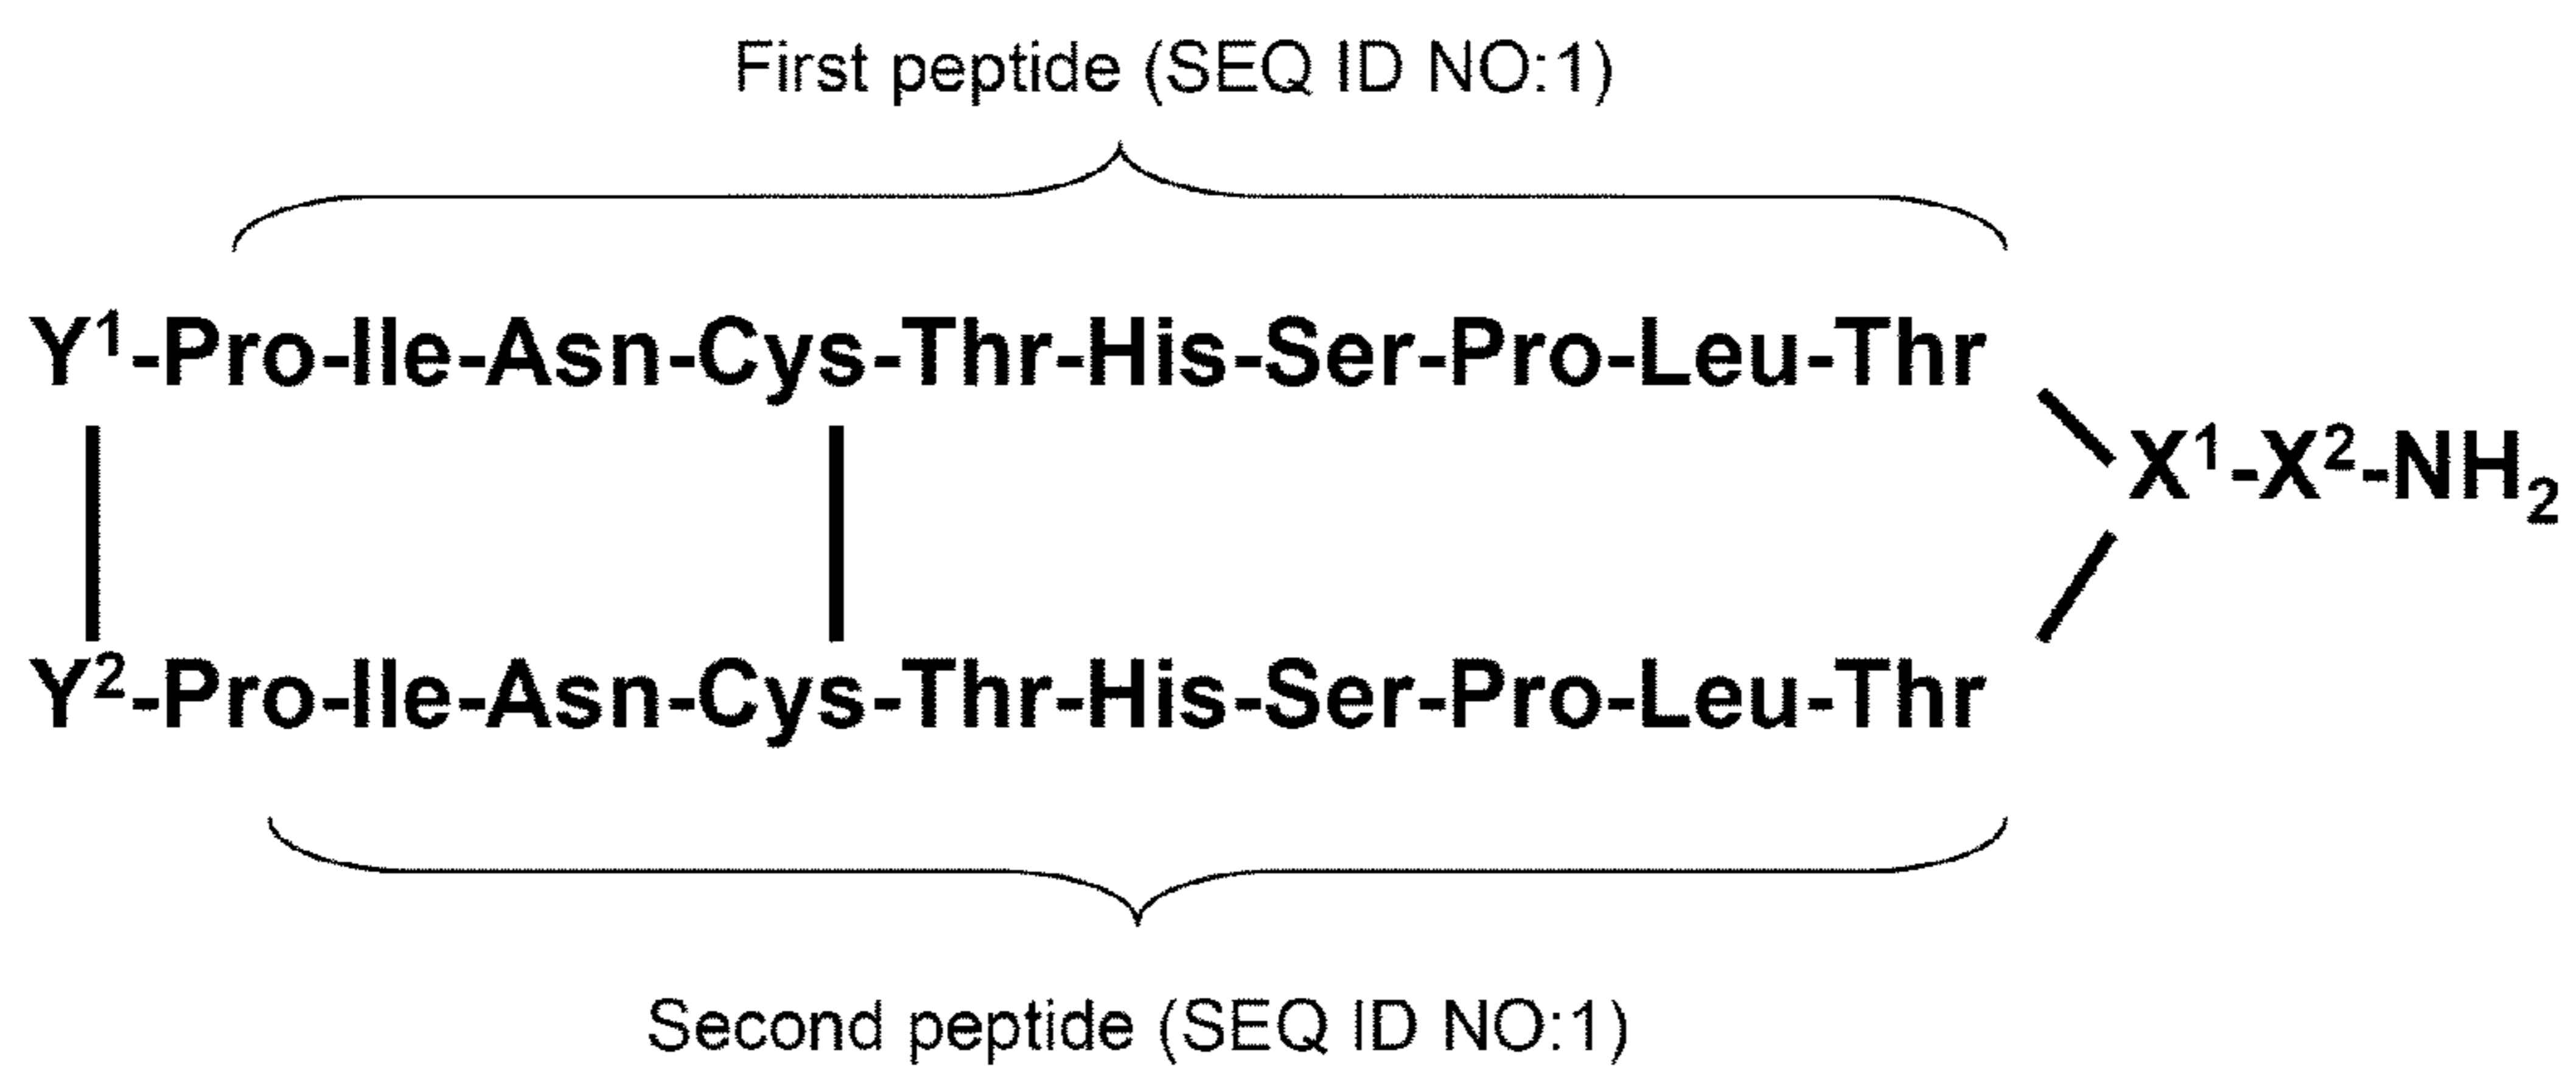 First peptide (SEQ ID NO:1)
Y¹-Pro-Ile-Asn-Cys-Thr-His-Ser-Pro-Leu-Thr
X¹-X²-NH₂
Y²-Pro-Ile-Asn-Cys-Thr-His-Ser-Pro-Leu-Thr
Second peptide (SEQ ID NO:1)